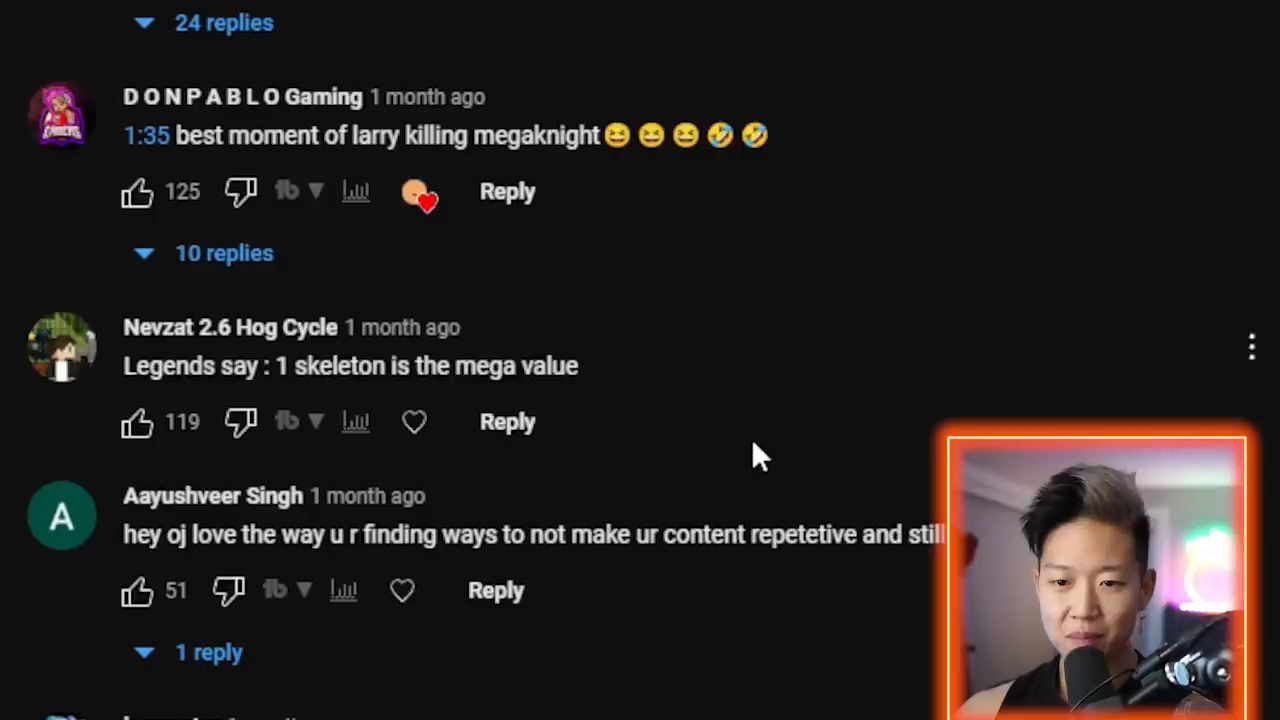 24 replies
D O N P A B L O Gaming 1 month ago
1:35 best moment of larry killing megaknight😆😆😆🤣🤣
125 Reply
10 replies
Nevzat 2.6 Hog Cycle 1 month ago
Legends say : 1 skeleton is the mega value
119 Reply
A
Aayushveer Singh 1 month ago
hey oj love the way u r finding ways to not make ur content repetetive and still
51 Reply
1 reply